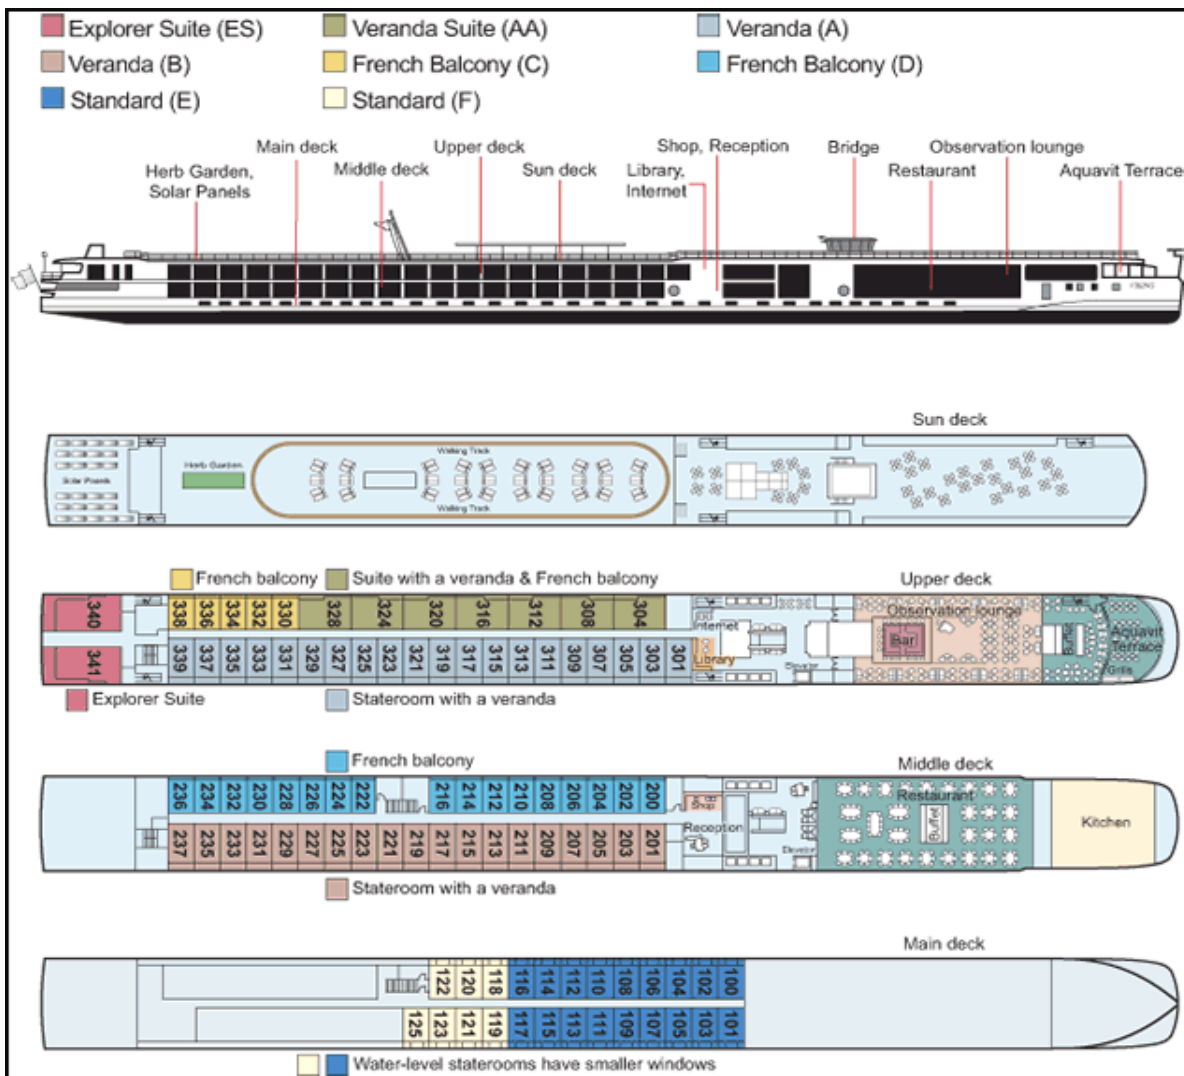 Explorer Suite (ES)
Veranda Suite (AA)
Veranda (A)
Veranda (B)
French Balcony (C)
French Balcony (D)
Standard (E)
Standard (F)
Main deck
Upper deck
Shop, Reception
Bridge
Observation lounge
Herb Garden,
Solar Panels
Middle deck
Sun deck
Library,
Internet
Restaurant
Aquavit Terrace
Sun deck
Walking Track
Herb Garden
Solar Panels
Walking Track
French balcony
Suite with a veranda & French balcony
Upper deck
340 338 336 334 332 330 328 324 320 316 312 308 304
Internet
Observation lounge
Bar
Buffet
Aquavit
Terrace
Library
Elevator
Grills
341 339 337 335 333 331 329 327 325 323 321 319 317 315 313 311 309 307 305 303 301
Explorer Suite
Stateroom with a veranda
French balcony
Middle deck
236 234 232 230 228 226 224 222 216 214 212 210 208 206 204 202 200
Shop
Restaurant
Reception
Buffet
Kitchen
Elevator
237 235 233 231 229 227 225 223 221 219 217 215 213 211 209 207 205 203 201
Stateroom with a veranda
Main deck
122 120 118 116 114 112 110 108 106 104 102 100
125 123 121 119 117 115 113 111 109 107 105 103 101
Water-level staterooms have smaller windows